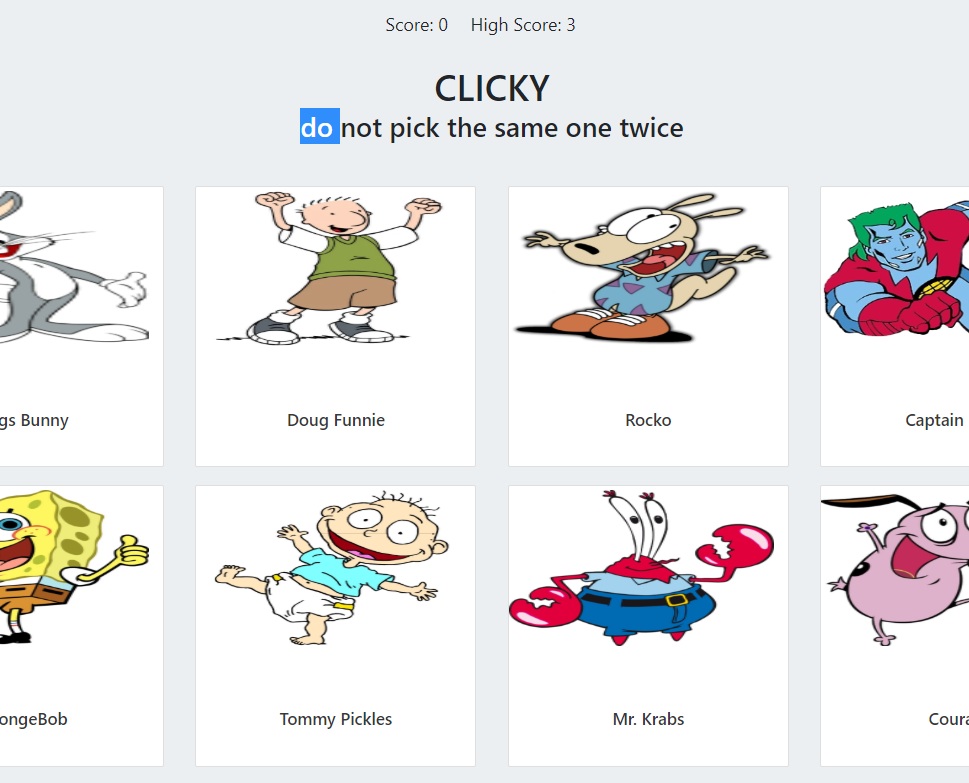 Score: 0 High Score: 3
CLICKY
do not pick the same one twice
gs Bunny
Doug Funnie
Rocko
Captain
ongeBob
Tommy Pickles
Mr. Krabs
Coura